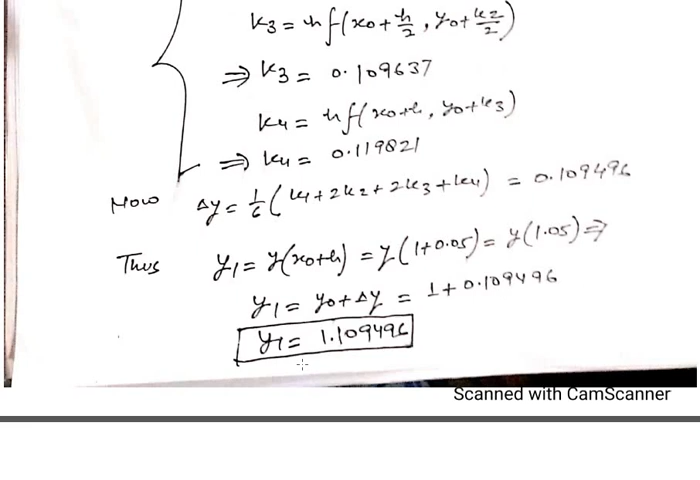 k3 = h f(x0 + h/2, y0 + k2/2)
⇒ k3 = 0.109637
k4 = h f(x0+h, y0+k3)
⇒ k4 = 0.119821
Now Δy = 1/6 (k1 + 2k2 + 2k3 + k4) = 0.109496
Thus y1 = y(x0+h) = y(1+0.05) = y(1.05) ⇒
y1 = y0 + Δy = 1 + 0.109496
y1 = 1.109496
Scanned with CamScanner